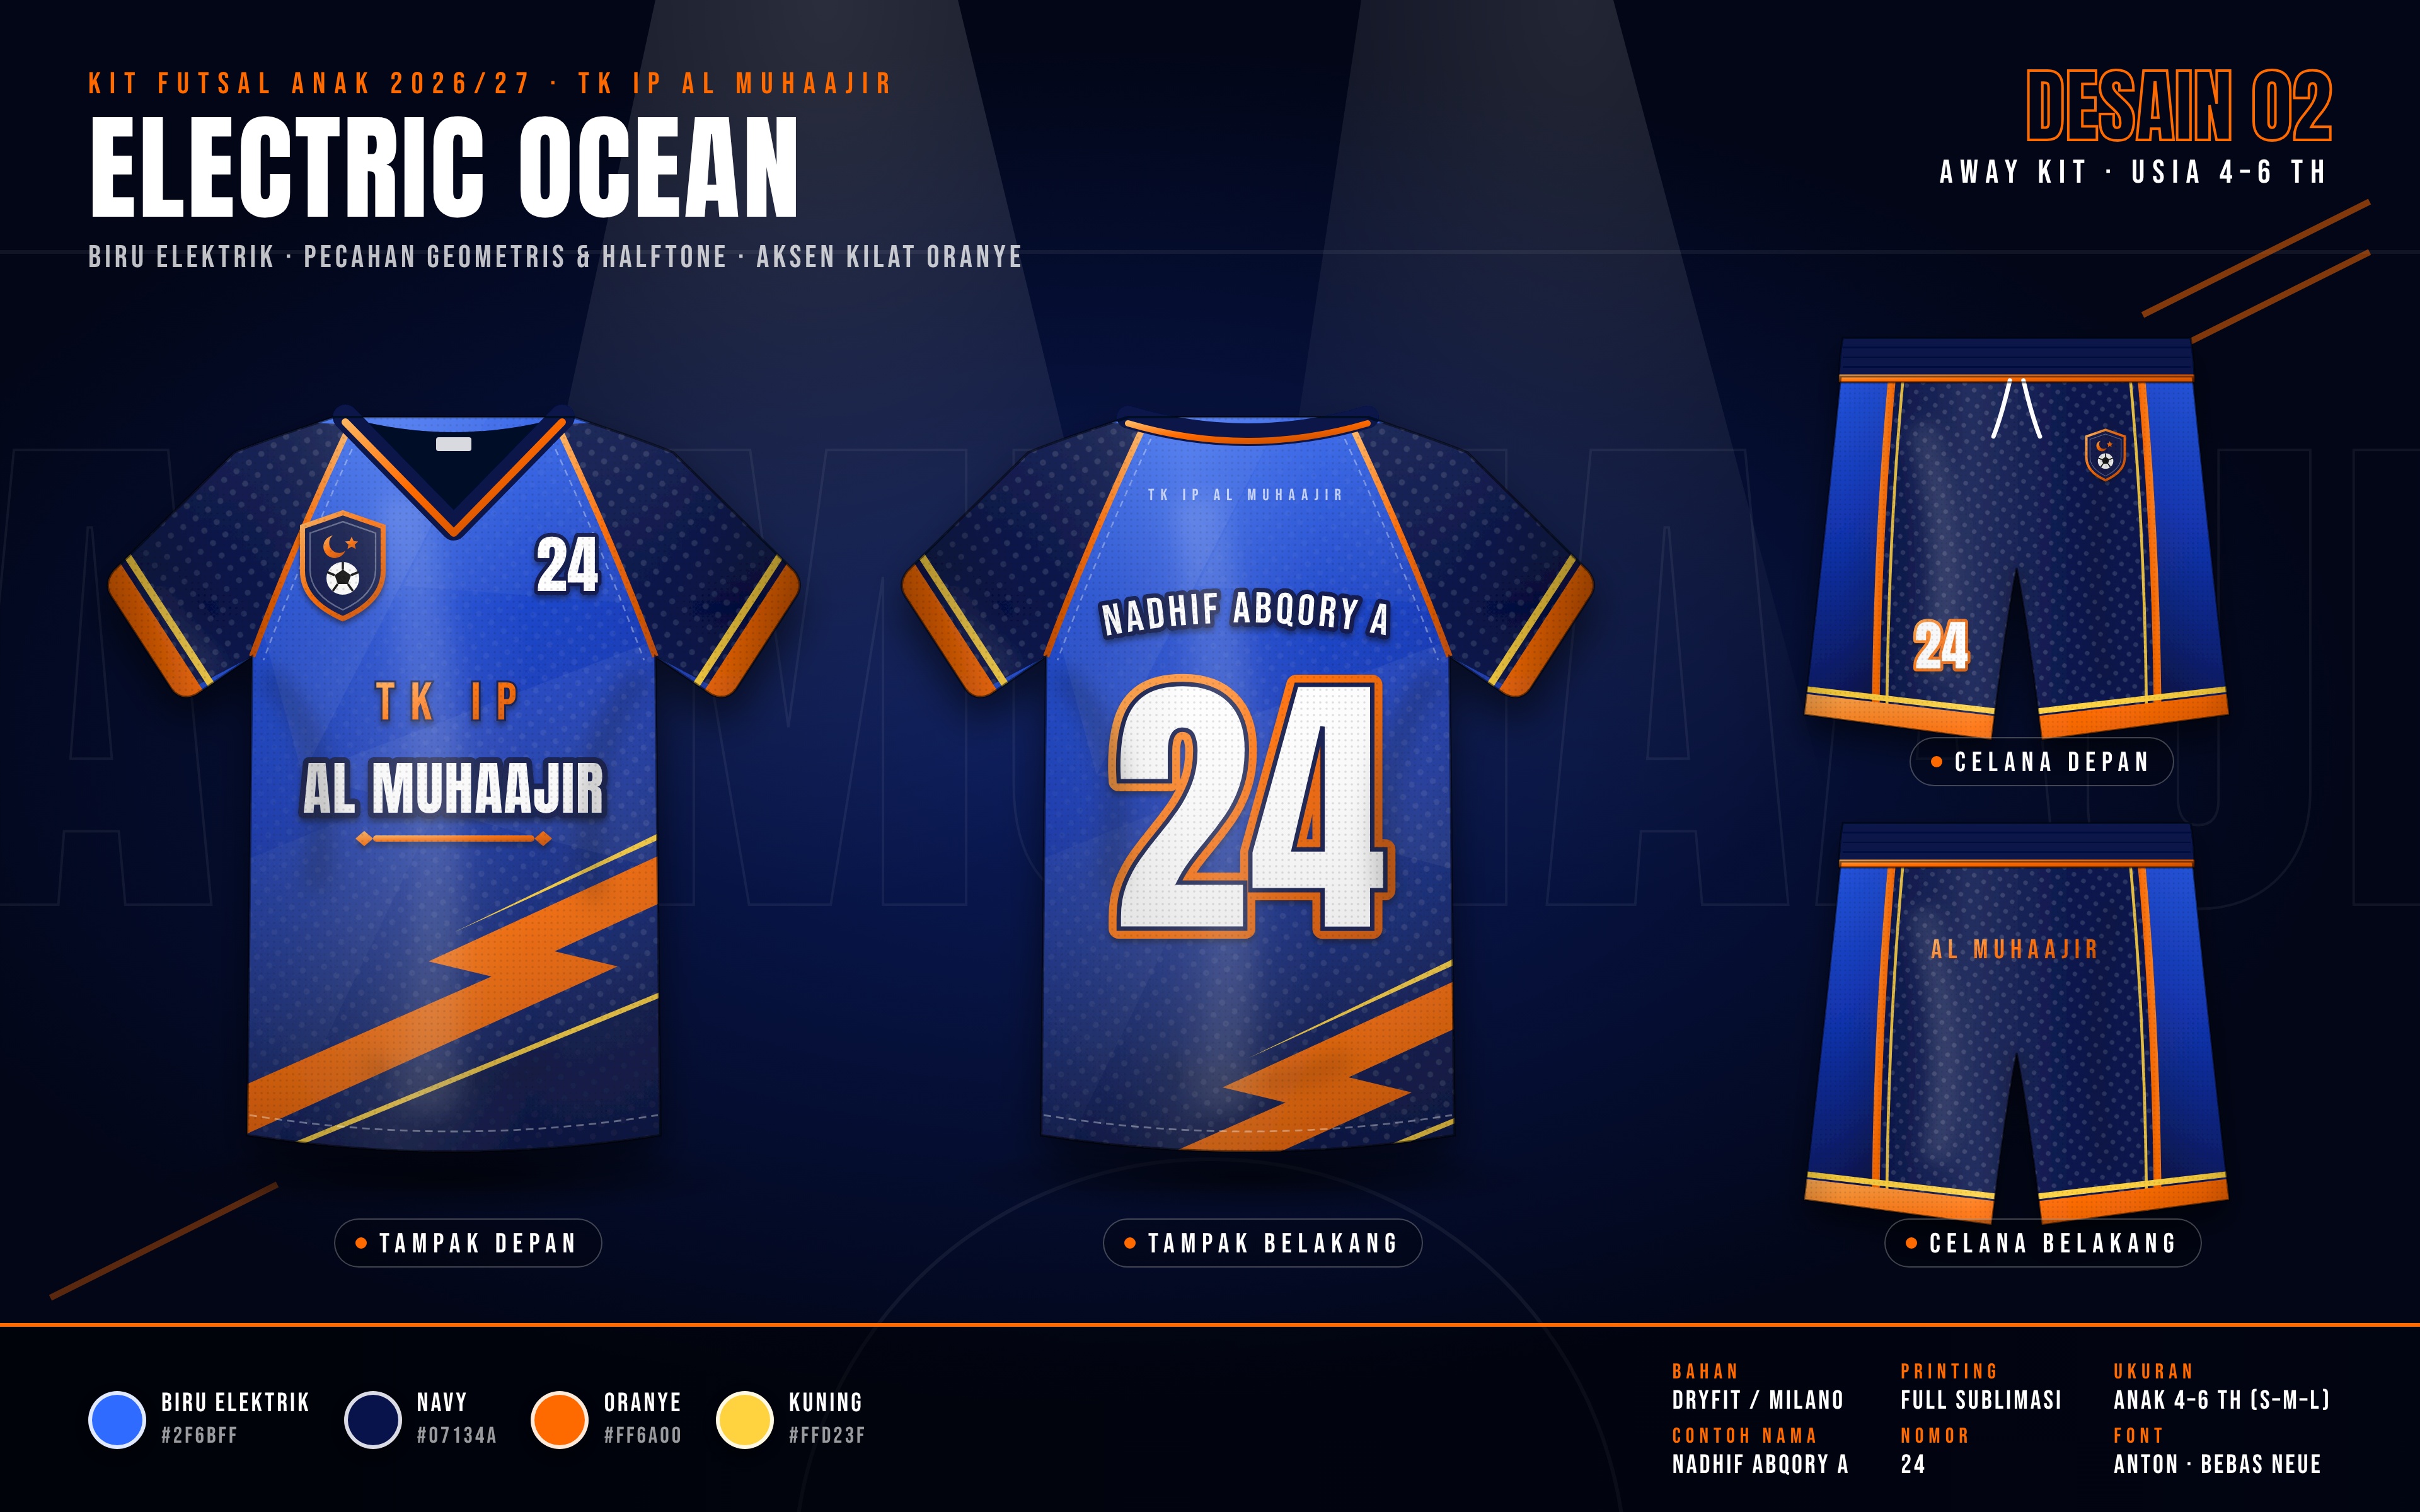 KIT FUTSAL ANAK 2026/27 · TK IP AL MUHAAJIR
ELECTRIC OCEAN
BIRU ELEKTRIK · PECAHAN GEOMETRIS & HALFTONE · AKSEN KILAT ORANYE
DESAIN 02
AWAY KIT · USIA 4-6 TH
24
TK IP
AL MUHAAJIR
TAMPAK DEPAN
TK IP AL MUHAAJIR
NADHIF ABQORY A
24
TAMPAK BELAKANG
24
CELANA DEPAN
AL MUHAAJIR
CELANA BELAKANG
BIRU ELEKTRIK
#2F6BFF
NAVY
#07134A
ORANYE
#FF6A00
KUNING
#FFD23F
BAHAN
DRYFIT / MILANO
PRINTING
FULL SUBLIMASI
UKURAN
ANAK 4-6 TH (S-M-L)
CONTOH NAMA
NADHIF ABQORY A
NOMOR
24
FONT
ANTON · BEBAS NEUE